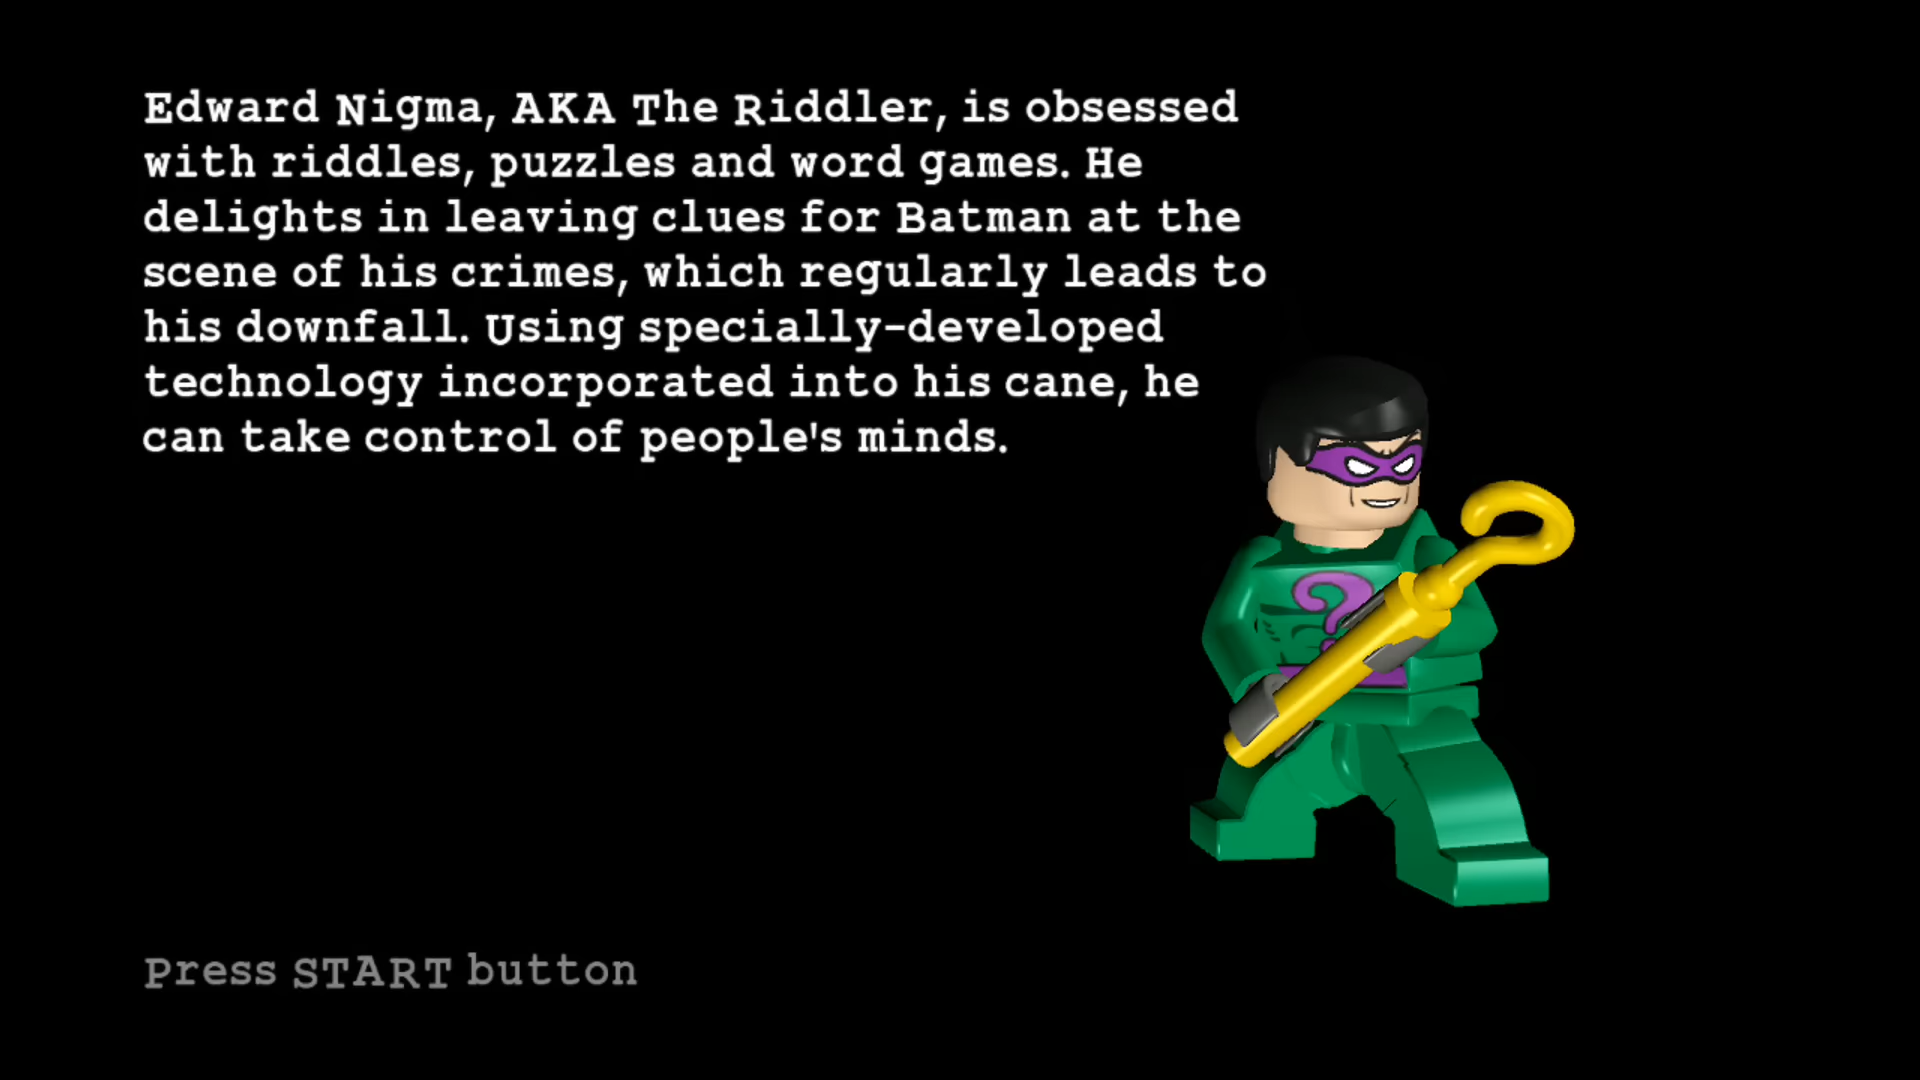 Edward Nigma, AKA The Riddler, is obsessed
with riddles, puzzles and word games. He
delights in leaving clues for Batman at the
scene of his crimes, which regularly leads to
his downfall. Using specially-developed
technology incorporated into his cane, he
can take control of people's minds.
?
Press START button